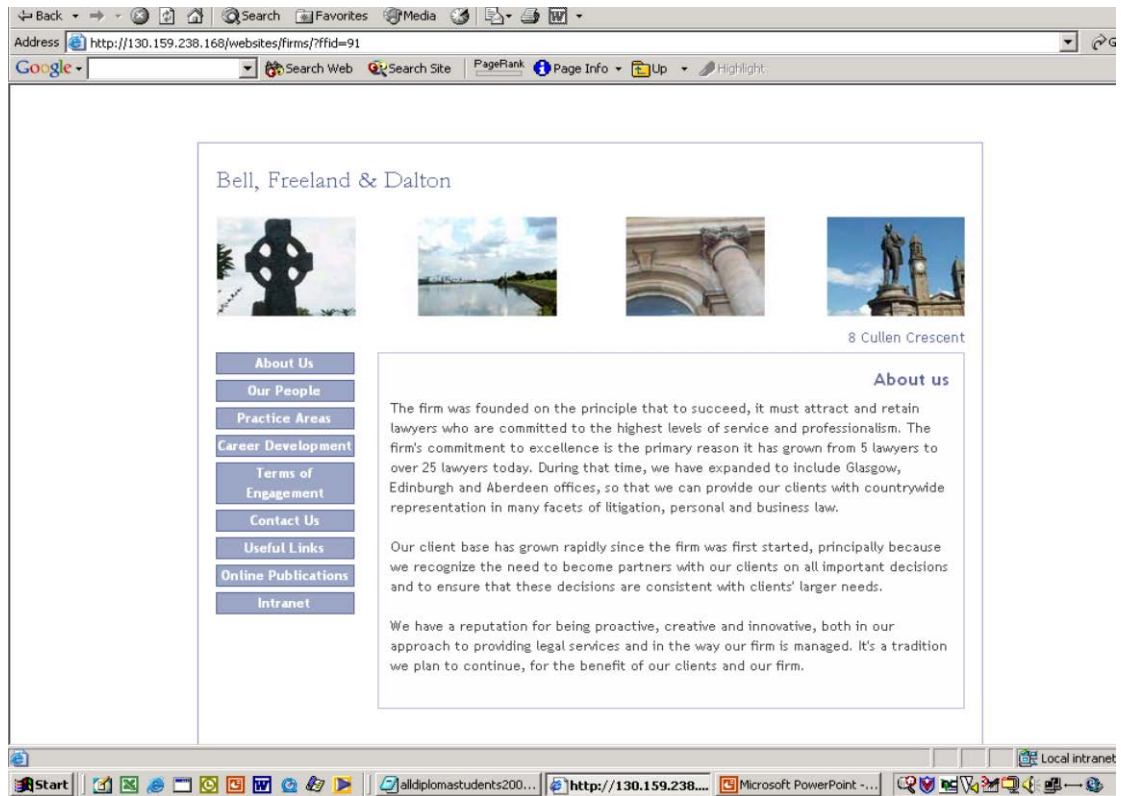 Back Search Favorites Media
Address http://130.159.238.168/websites/firms/?ffid=91
Google Search Web Search Site PageRank Page Info Up Highlight
Bell, Freeland & Dalton
8 Cullen Crescent
About Us
Our People
Practice Areas
Career Development
Terms of
Engagement
Contact Us
Useful Links
Online Publications
Intranet
About us
The firm was founded on the principle that to succeed, it must attract and retain
lawyers who are committed to the highest levels of service and professionalism. The
firm's commitment to excellence is the primary reason it has grown from 5 lawyers to
over 25 lawyers today. During that time, we have expanded to include Glasgow,
Edinburgh and Aberdeen offices, so that we can provide our clients with countrywide
representation in many facets of litigation, personal and business law.
Our client base has grown rapidly since the firm was first started, principally because
we recognize the need to become partners with our clients on all important decisions
and to ensure that these decisions are consistent with clients' larger needs.
We have a reputation for being proactive, creative and innovative, both in our
approach to providing legal services and in the way our firm is managed. It's a tradition
we plan to continue, for the benefit of our clients and our firm.
Local intranet
Start alldiplomastudents200... http://130.159.238.... Microsoft PowerPoint -...